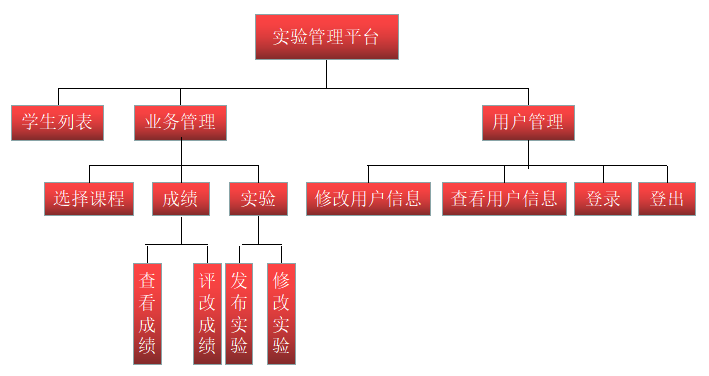 实验管理平台
学生列表
业务管理
用户管理
选择课程
成绩
实验
修改用户信息
查看用户信息
登录
登出
查看成绩
评改成绩
发布实验
修改实验